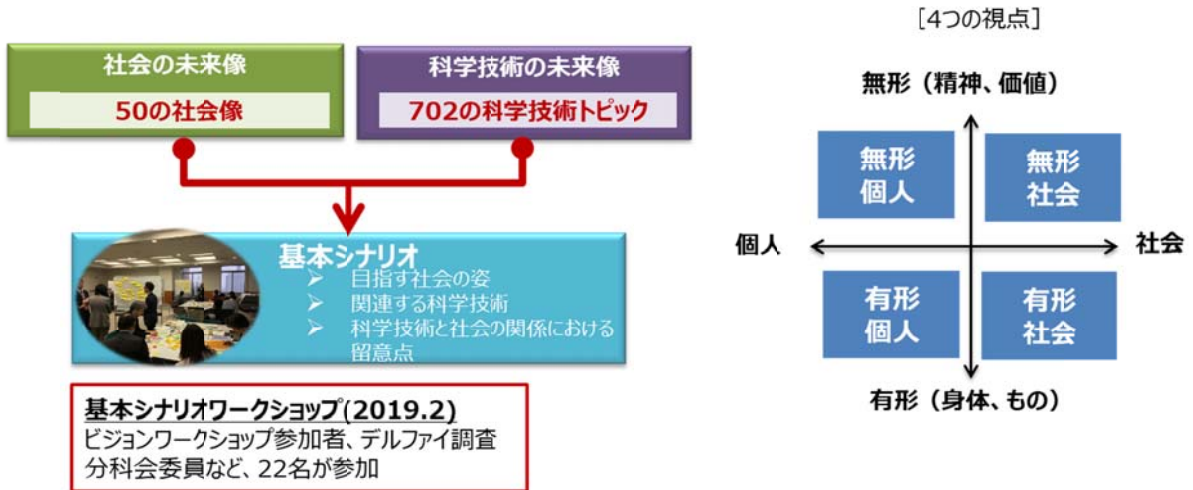 社会の未来像
50の社会像
科学技術の未来像
702の科学技術トピック
基本シナリオ
➢ 目指す社会の姿
➢ 関連する科学技術
➢ 科学技術と社会の関係における
留意点
基本シナリオワークショップ(2019.2)
ビジョンワークショップ参加者、デルファイ調査
分科会委員など、22名が参加
[4つの視点]
無形（精神、価値）
無形
個人
無形
社会
個人
社会
有形
個人
有形
社会
有形（身体、もの）